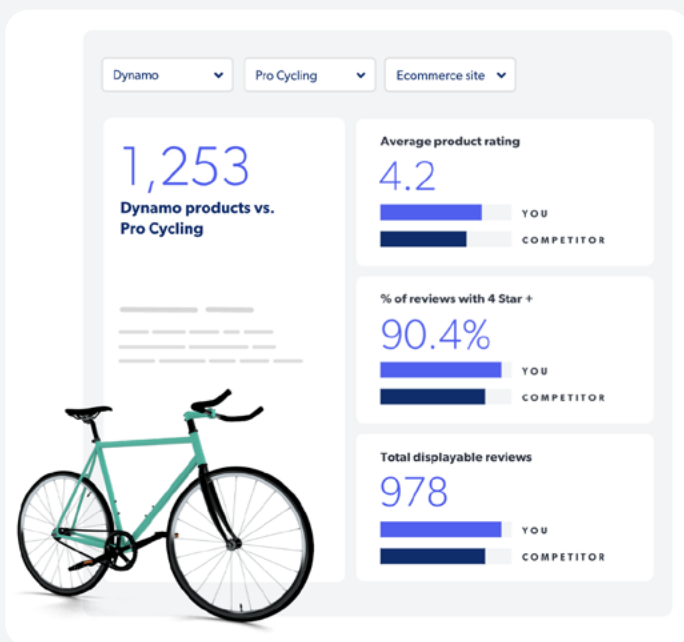 Dynamo
Pro Cycling
Ecommerce site
1,253
Dynamo products vs.
Pro Cycling
Average product rating
4.2
YOU
COMPETITOR
% of reviews with 4 Star +
90.4%
YOU
COMPETITOR
Total displayable reviews
978
YOU
COMPETITOR